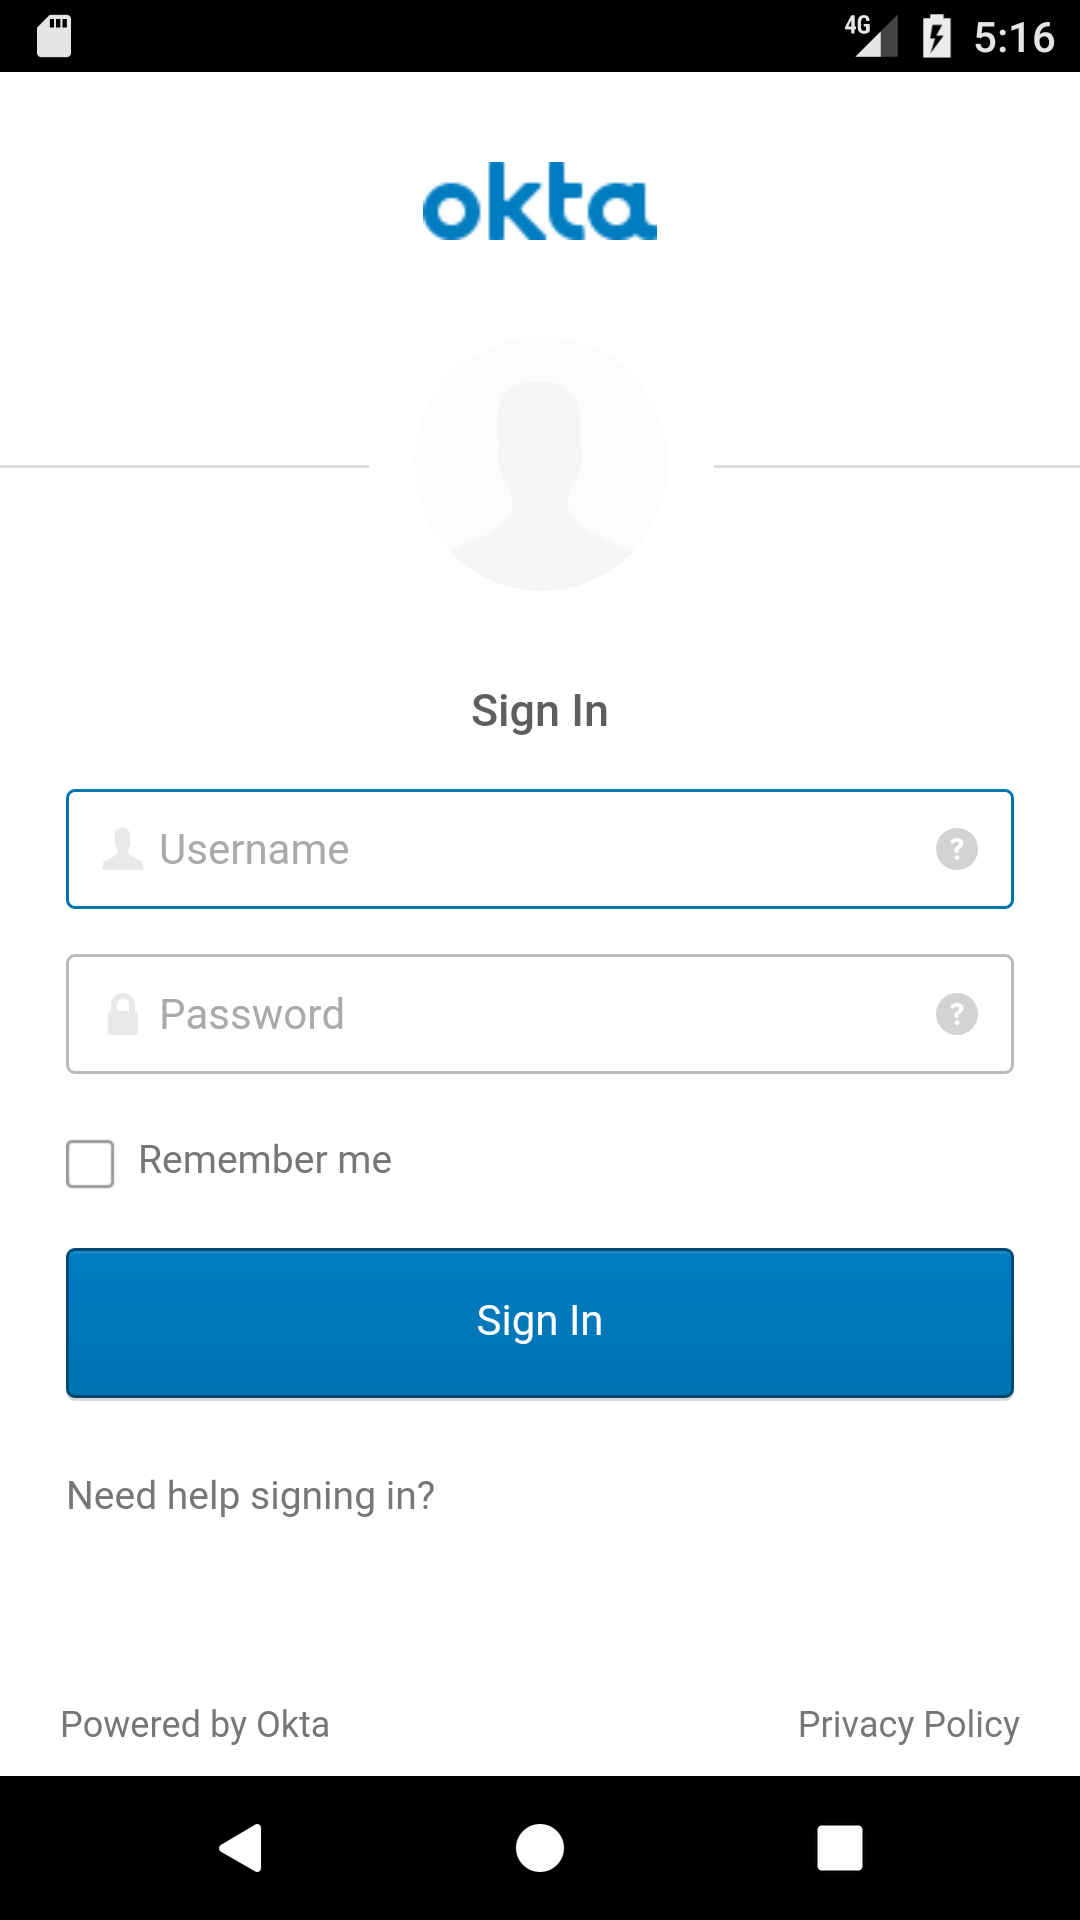 4G 5:16
okta
Sign In
Username ?
Password ?
Remember me
Sign In
Need help signing in?
Powered by Okta Privacy Policy